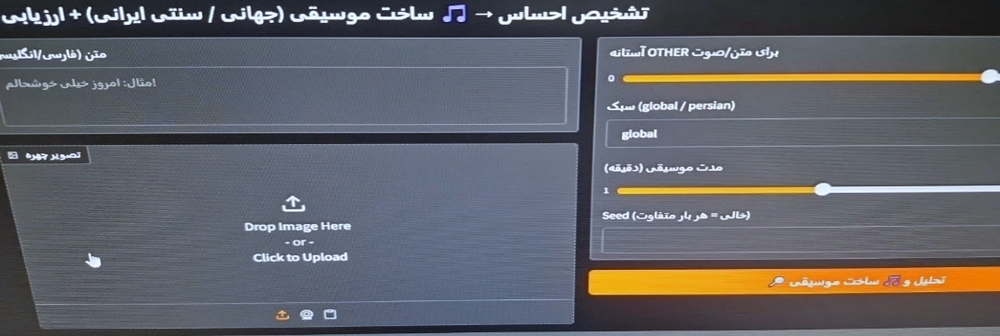 تشخیص احساس → 🎵 ساخت موسیقی (جهانی / سنتی ایرانی) + ارزیابی
متن (فارسی/انگلیسی
مثال: امروز خیلی خوشحالم!
تصویر چهره
Drop Image Here
- or -
Click to Upload
آستانه OTHER برای متن/صوت
0
سبک (global / persian)
global
مدت موسیقی (دقیقه)
1
Seed (خالی = هر بار متفاوت)
تحلیل و 🎵 ساخت موسیقی 🔎